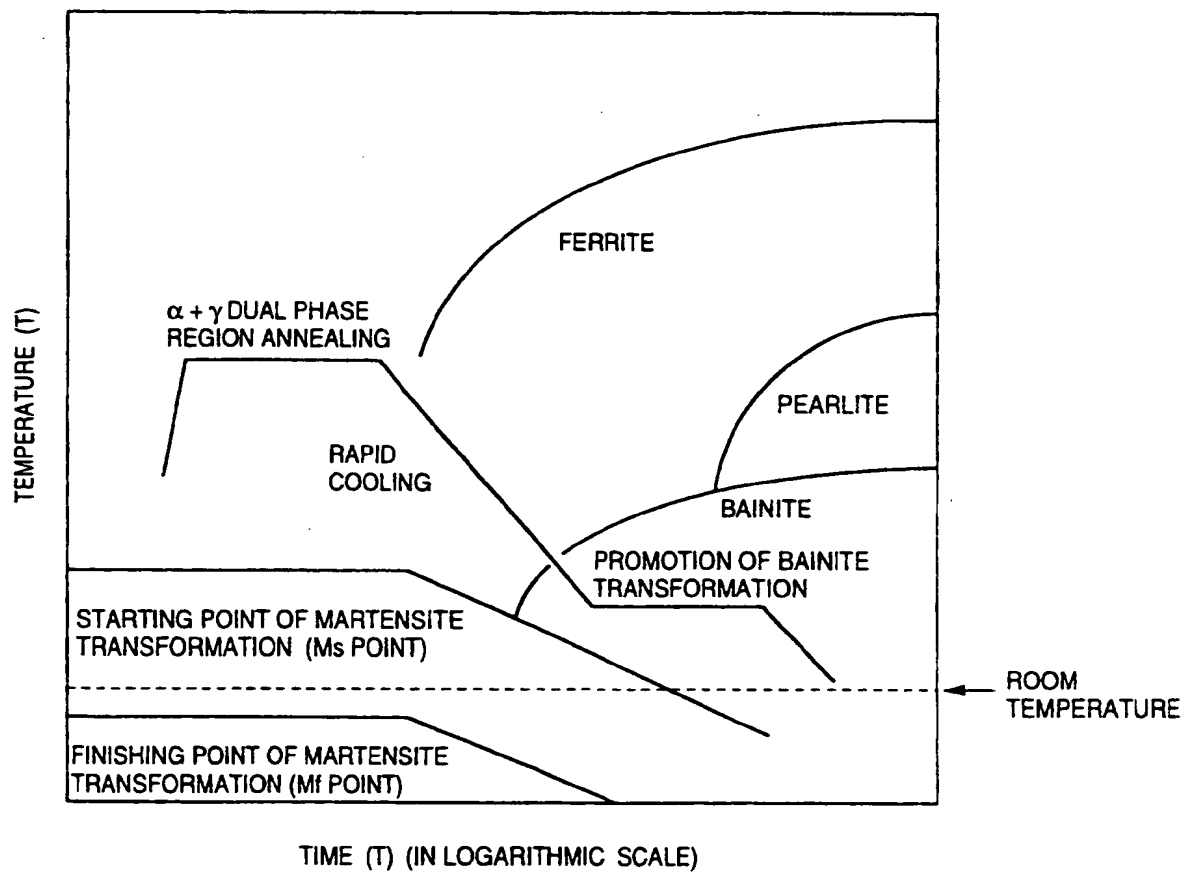 FERRITE
α + γ DUAL PHASE
REGION ANNEALING
PEARLITE
RAPID
COOLING
BAINITE
PROMOTION OF BAINITE
TRANSFORMATION
STARTING POINT OF MARTENSITE
TRANSFORMATION (Ms POINT)
ROOM
TEMPERATURE
FINISHING POINT OF MARTENSITE
TRANSFORMATION (Mf POINT)
TEMPERATURE (T)
TIME (T) (IN LOGARITHMIC SCALE)